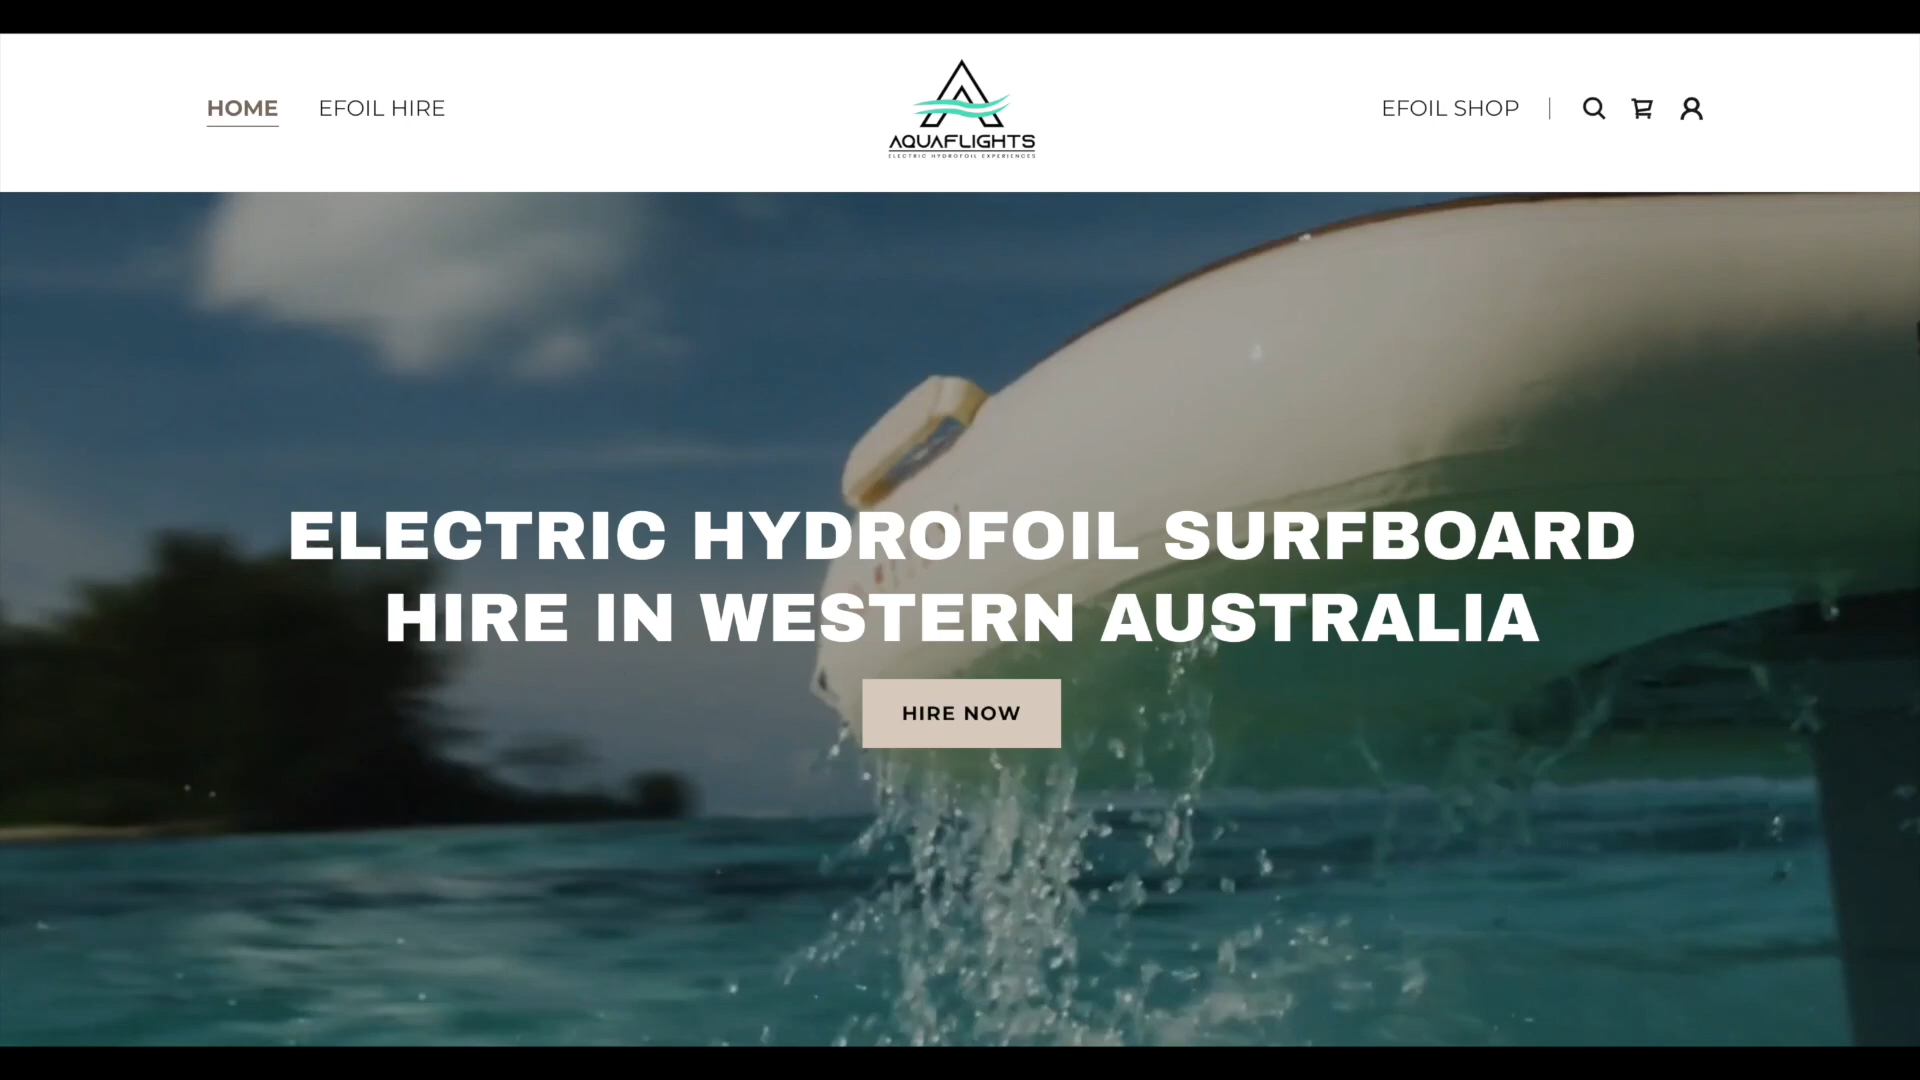 HOME
EFOIL HIRE
AQUAFLIGHTS
ELECTRIC HYDROFOIL EXPERIENCES
EFOIL SHOP
ELECTRIC HYDROFOIL SURFBOARD
HIRE IN WESTERN AUSTRALIA
HIRE NOW